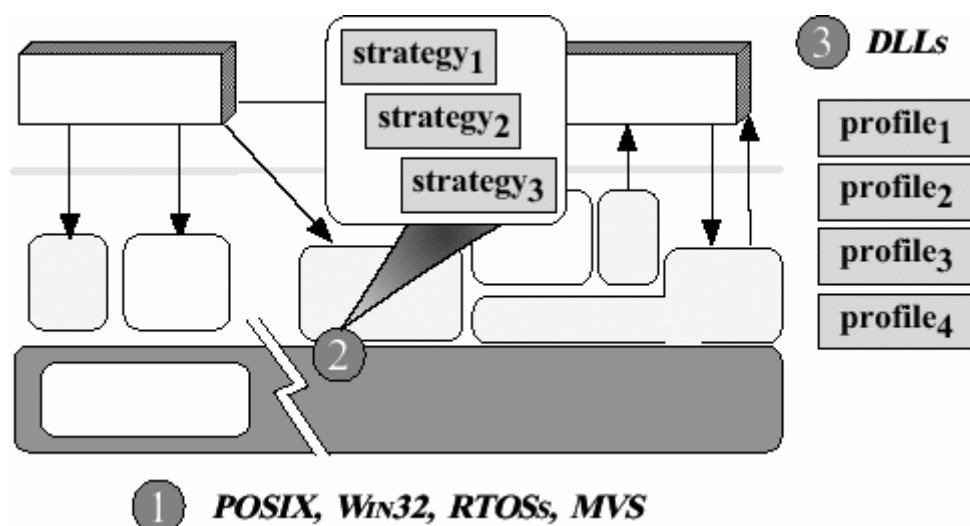 strategy₁
strategy₂
strategy₃
3 DLLs
profile₁
profile₂
profile₃
profile₄
2
1 POSIX, WIN32, RTOSs, MVS